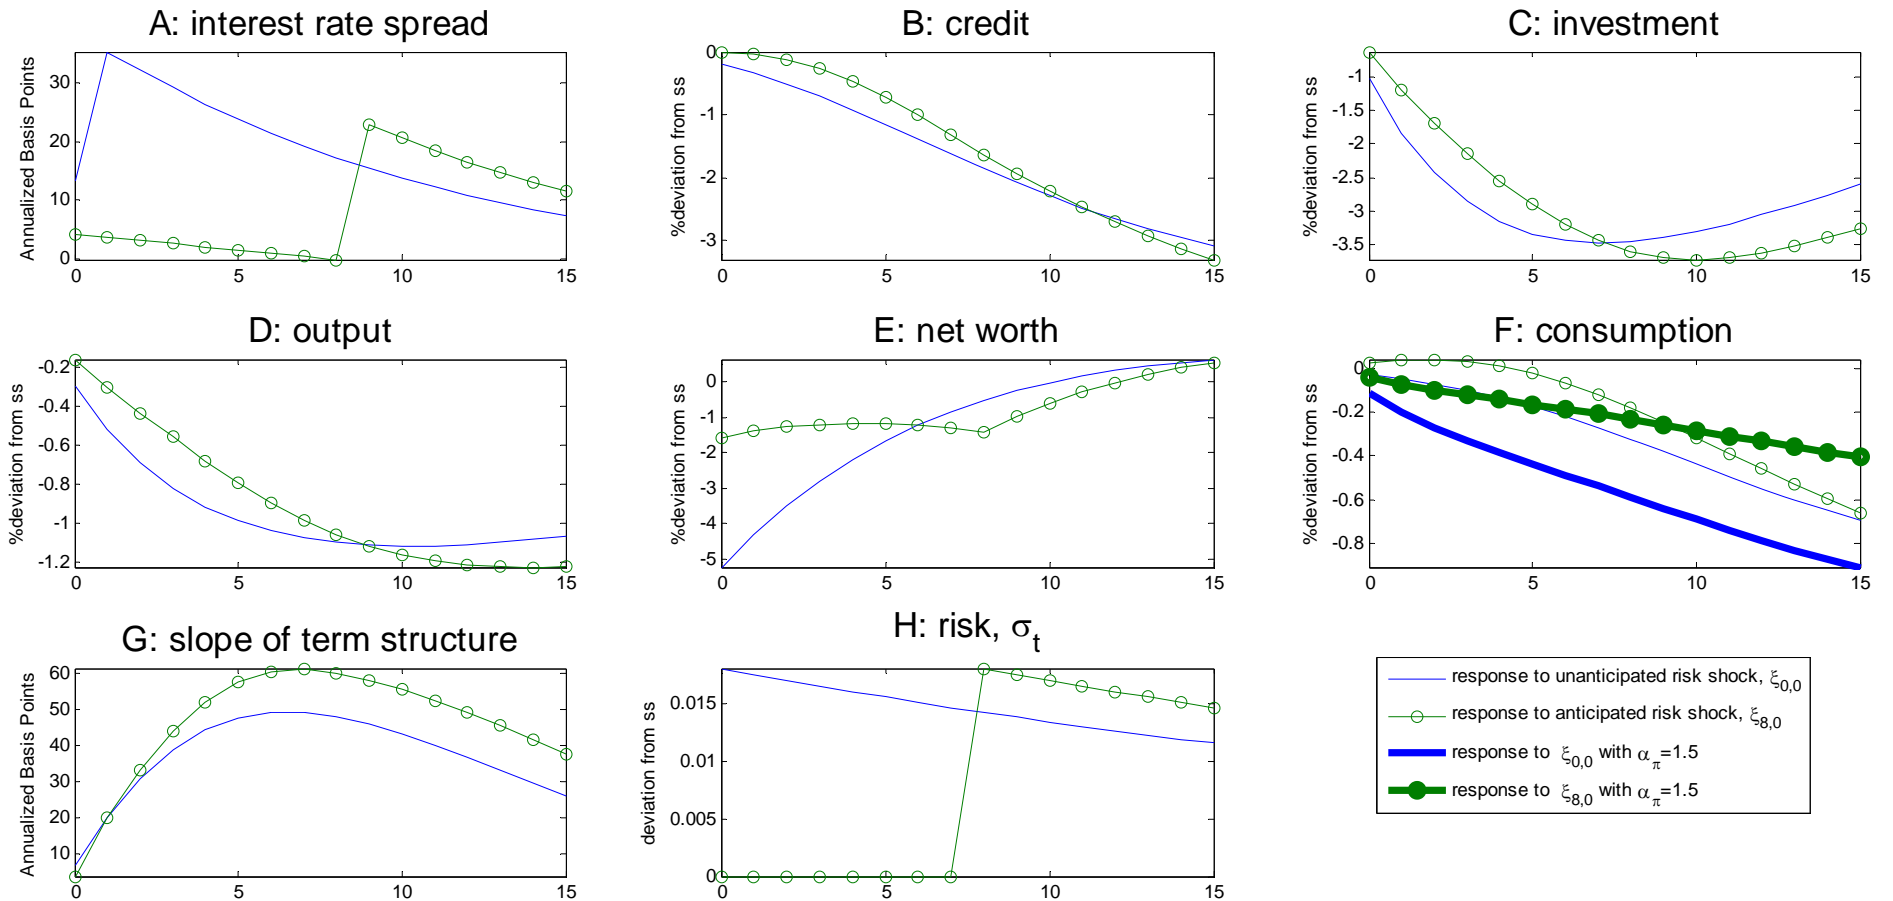 A: interest rate spread
Annualized Basis Points
30
20
10
0
0 5 10 15
B: credit
%deviation from ss
0
-1
-2
-3
0 5 10 15
C: investment
%deviation from ss
-1
-1.5
-2
-2.5
-3
-3.5
0 5 10 15
D: output
%deviation from ss
-0.2
-0.4
-0.6
-0.8
-1
-1.2
0 5 10 15
E: net worth
%deviation from ss
0
-1
-2
-3
-4
-5
0 5 10 15
F: consumption
%deviation from ss
0
-0.2
-0.4
-0.6
-0.8
0 5 10 15
G: slope of term structure
Annualized Basis Points
60
50
40
30
20
10
0 5 10 15
H: risk, σ_t
deviation from ss
0.015
0.01
0.005
0
0 5 10 15
response to unanticipated risk shock, ξ_0,0
response to anticipated risk shock, ξ_8,0
response to ξ_0,0 with α_π=1.5
response to ξ_8,0 with α_π=1.5